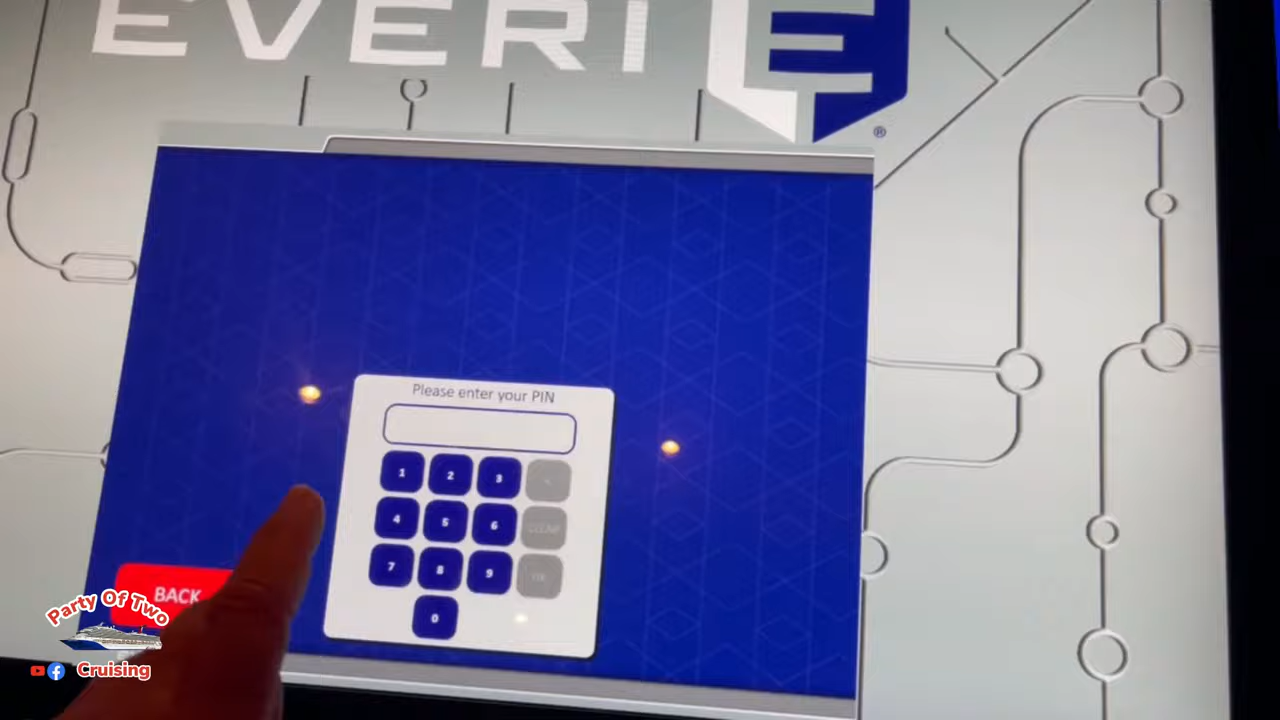 EVERI
®
Please enter your PIN
1 2 3 <
4 5 6 CLEAR
7 8 9
0
BACK
Party Of Two
Cruising